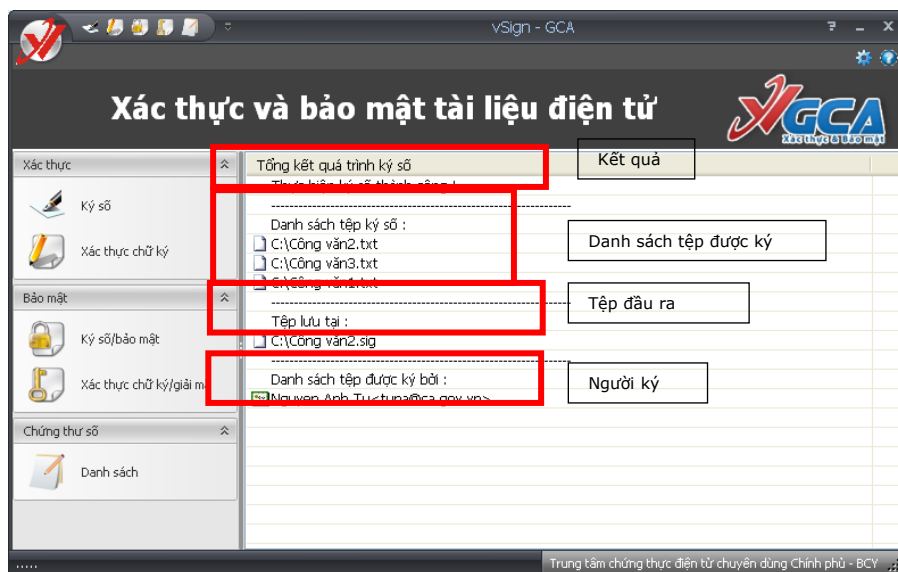 vSign - GCA
Xác thực và bảo mật tài liệu điện tử
GCA
Xác thực & Bảo mật
Xác thực
Ký số
Xác thực chữ ký
Bảo mật
Ký số/bảo mật
Xác thực chữ ký/giải m
Chứng thư số
Danh sách
Tổng kết quá trình ký số
Thực hiện ký số thành công !
Danh sách tệp ký số :
C:\Công văn2.txt
C:\Công văn3.txt
C:\Công văn1.txt
Tệp lưu tại :
C:\Công văn2.sig
Danh sách tệp được ký bởi :
Nguyen Anh Tu<tuna@ca.gov.vn>
Kết quả
Danh sách tệp được ký
Tệp đầu ra
Người ký
.....
Trung tâm chứng thực điện tử chuyên dùng Chính phủ - BCY